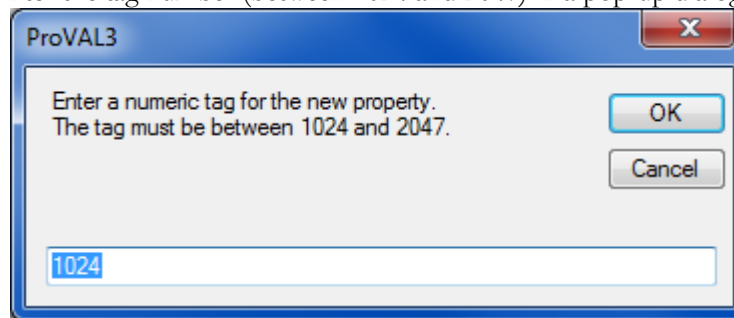 ProVAL3
Enter a numeric tag for the new property.
The tag must be between 1024 and 2047.
OK
Cancel
1024